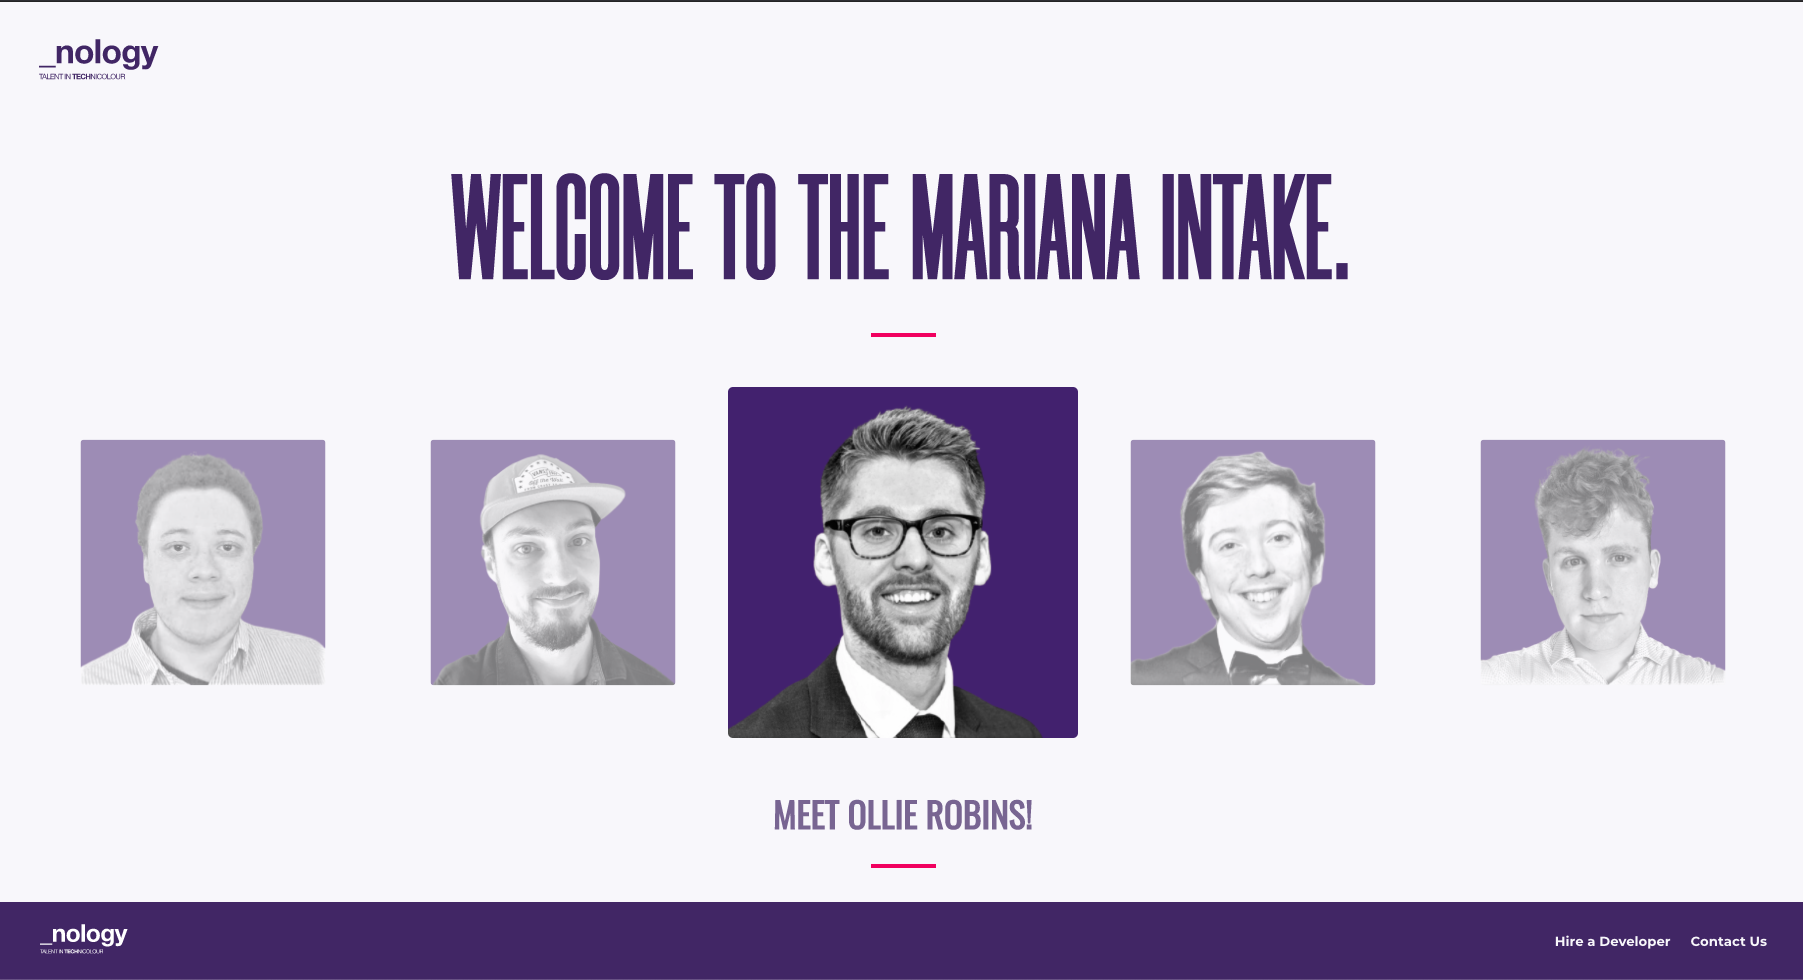 _nology
TALENT IN TECHNICOLOUR
WELCOME TO THE MARIANA INTAKE.
MEET OLLIE ROBINS!
_nology
TALENT IN TECHNICOLOUR
Hire a Developer Contact Us